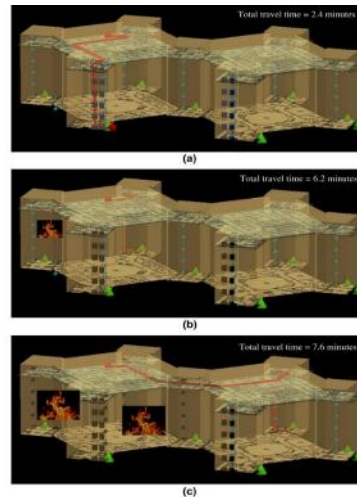 Total travel time = 2.4 minutes
(a)
Total travel time = 6.2 minutes
(b)
Total travel time = 7.6 minutes
(c)